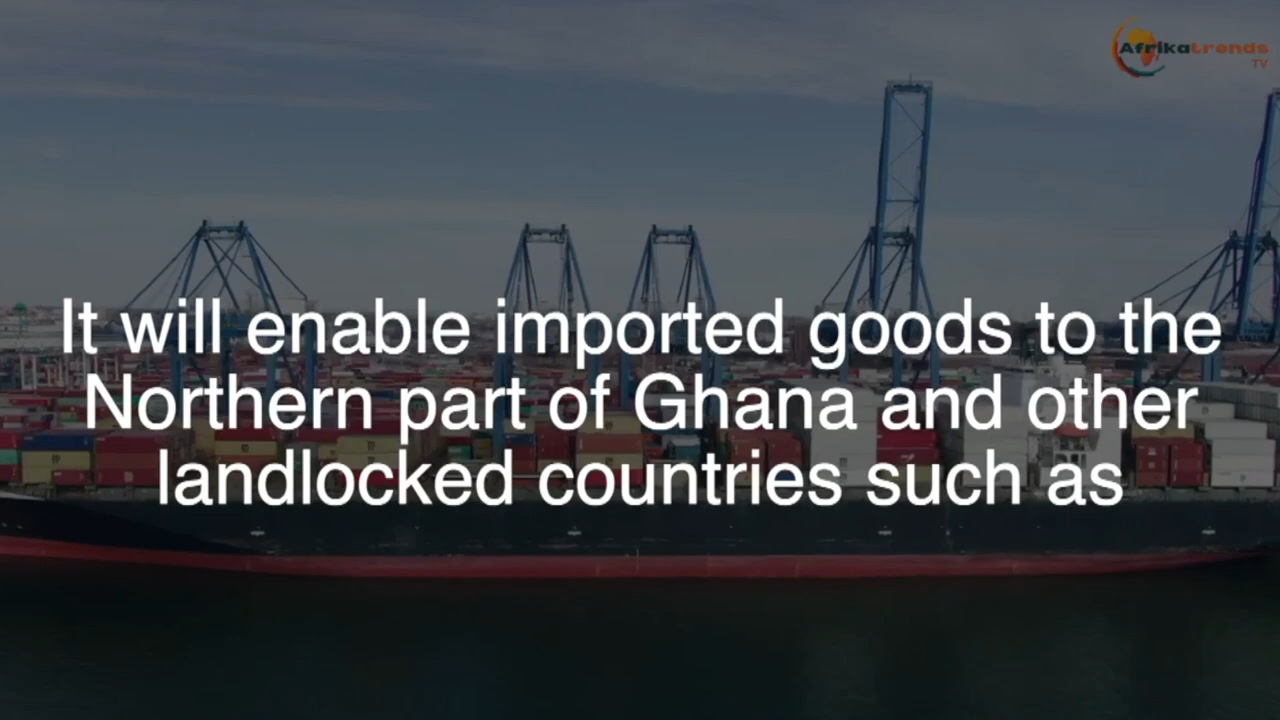 Afrikatrends
TV
It will enable imported goods to the
Northern part of Ghana and other
landlocked countries such as